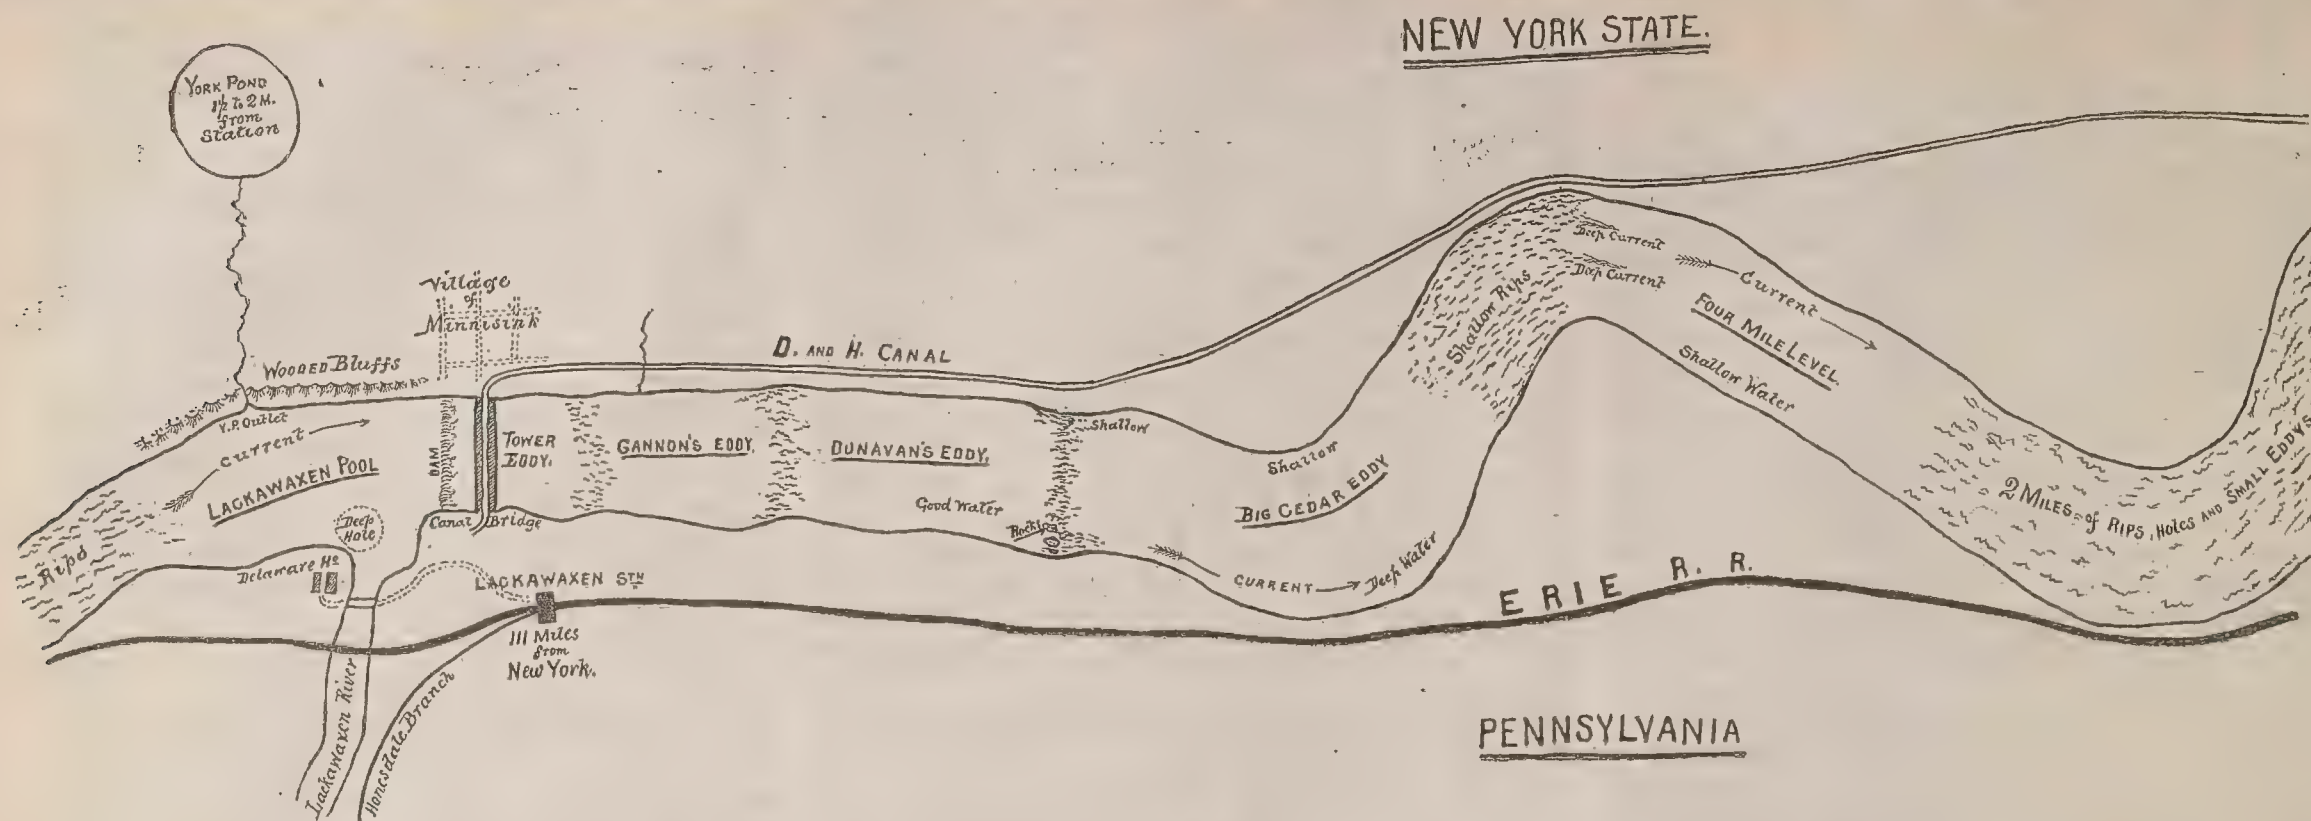 NEW YORK STATE.
YORK POND
1½ To 2 M.
from
Station
Village
of
Minnisink
WOODED Bluffs
D. AND H. CANAL
Y.P. Outlet
CURRENT
LACKAWAXEN POOL
DAM
TOWER
EDDY.
GANNON'S EDDY.
DUNAVAN'S EDDY.
Good Water
Shallow
Shallow
BIG CEDAR EDDY
Shallow Rips
Deep Current
Deep Current
Current
FOUR MILE LEVEL.
Shallow Water
2 MILES of RIPS, Holes AND SMALL EDDYS
Rips
Deep
Hole
Canal Bridge
Delaware Ho
LACKAWAXEN STN
111 Miles
from
New York.
CURRENT
Deep Water
ERIE R. R.
Lackawaxen River
Honesdale Branch
PENNSYLVANIA